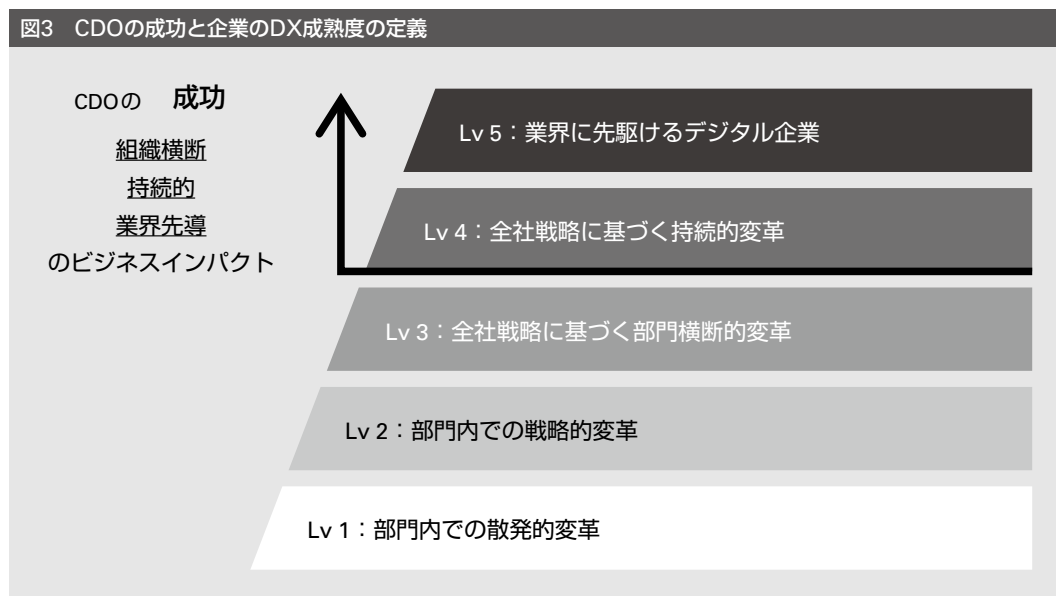 図3 CDOの成功と企業のDX成熟度の定義
CDOの 成功
組織横断
持続的
業界先導
のビジネスインパクト
Lv 5：業界に先駆けるデジタル企業
Lv 4：全社戦略に基づく持続的変革
Lv 3：全社戦略に基づく部門横断的変革
Lv 2：部門内での戦略的変革
Lv 1：部門内での散発的変革